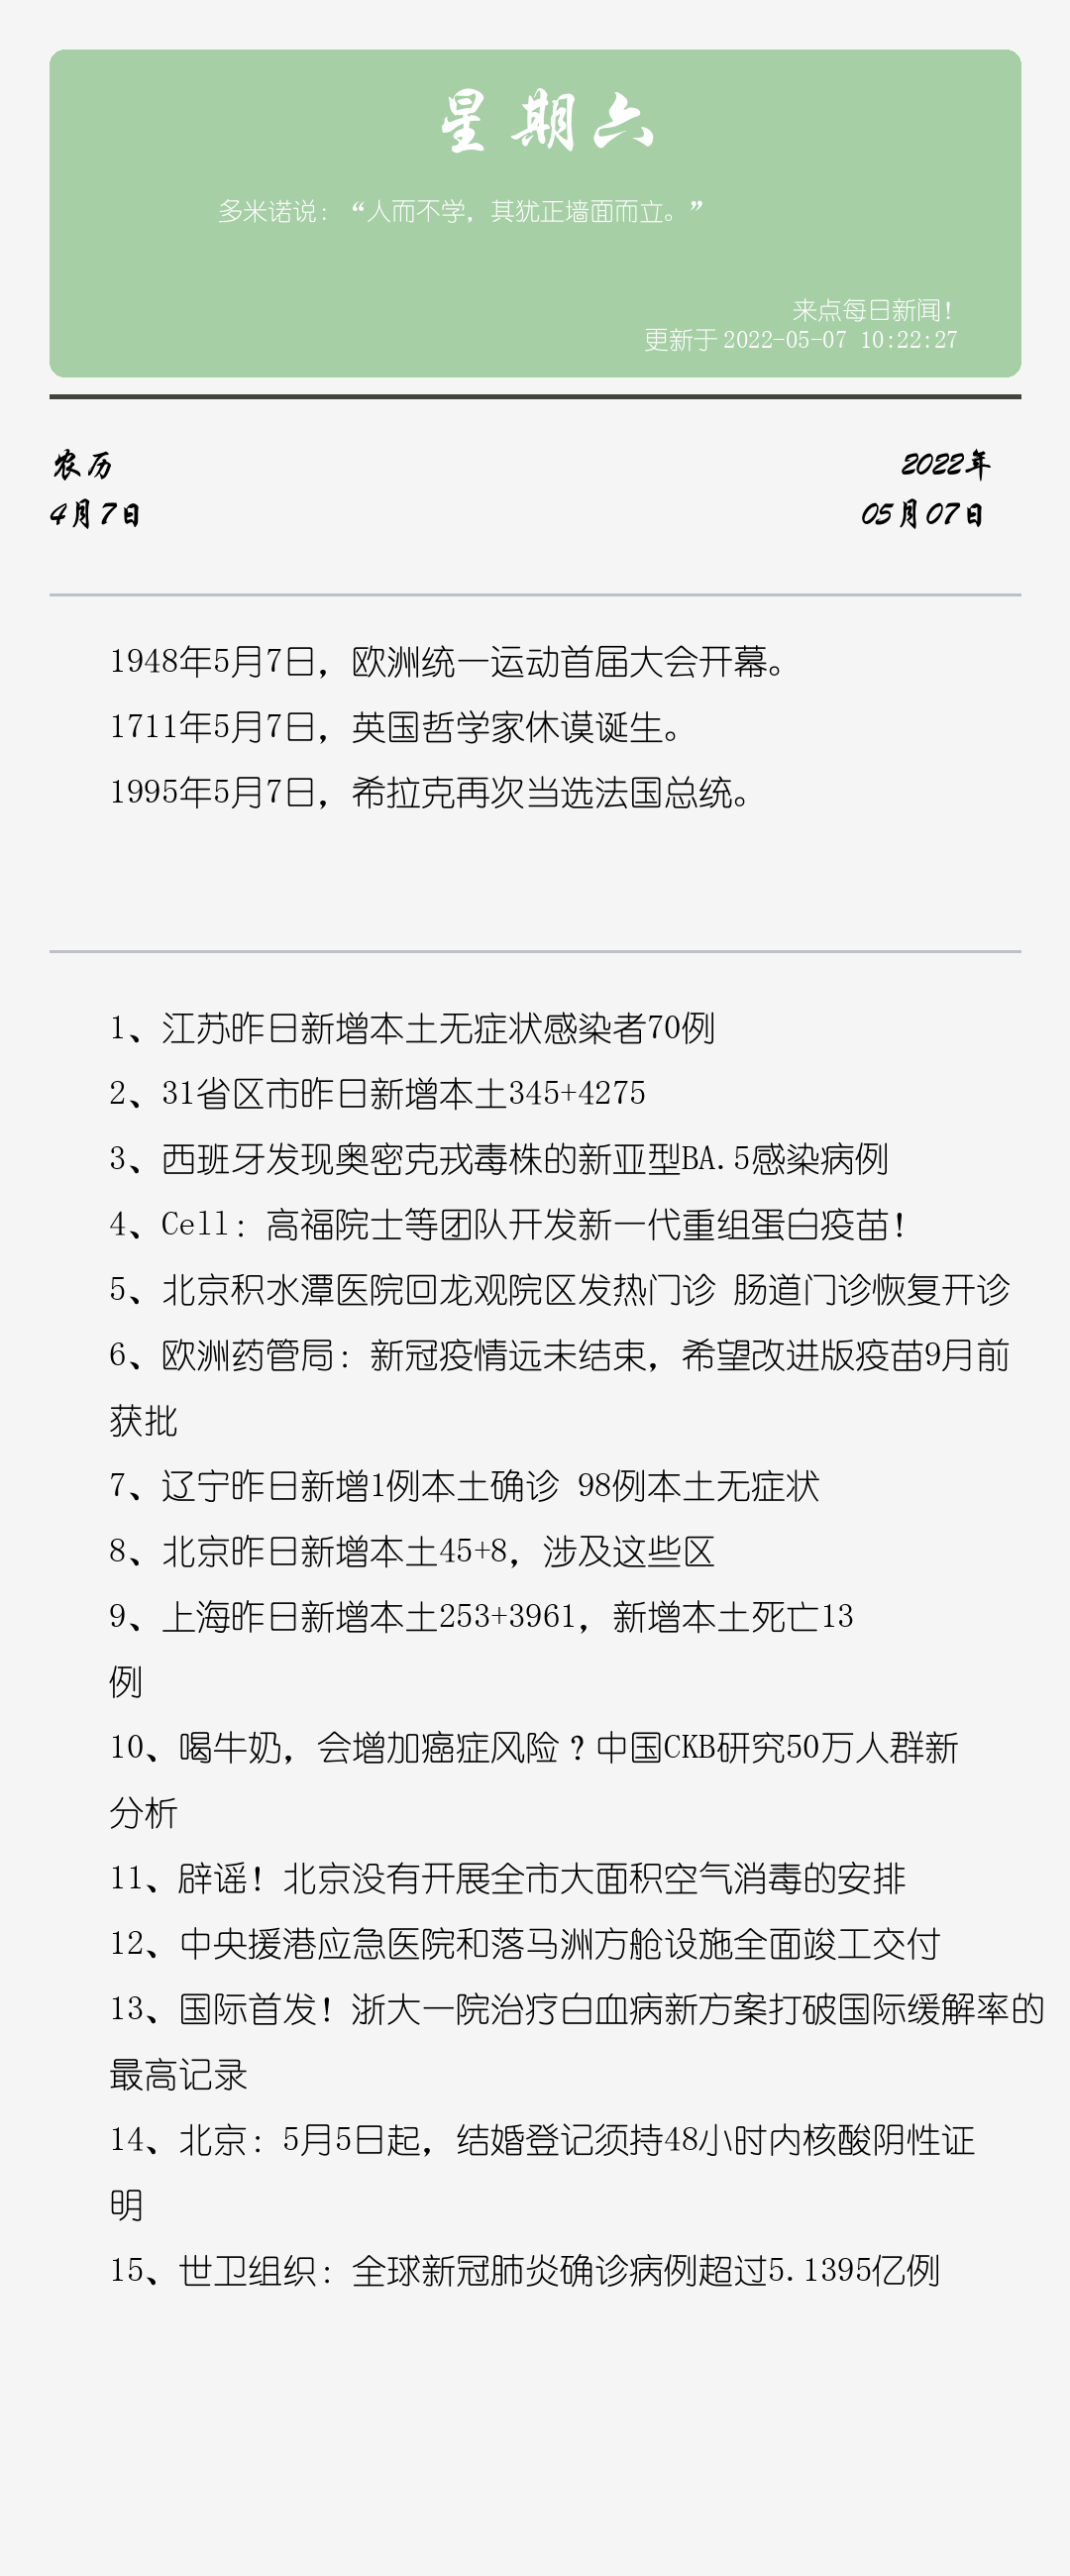 星期六
多米诺说：“人而不学，其犹正墙面而立。”
来点每日新闻！
更新于 2022-05-07 10:22:27
农历
4月7日
2022年
05月07日
1948年5月7日，欧洲统一运动首届大会开幕。
1711年5月7日，英国哲学家休谟诞生。
1995年5月7日，希拉克再次当选法国总统。
1、江苏昨日新增本土无症状感染者70例
2、31省区市昨日新增本土345+4275
3、西班牙发现奥密克戎毒株的新亚型BA.5感染病例
4、Cell：高福院士等团队开发新一代重组蛋白疫苗！
5、北京积水潭医院回龙观院区发热门诊 肠道门诊恢复开诊
6、欧洲药管局：新冠疫情远未结束，希望改进版疫苗9月前
获批
7、辽宁昨日新增1例本土确诊 98例本土无症状
8、北京昨日新增本土45+8，涉及这些区
9、上海昨日新增本土253+3961，新增本土死亡13
例
10、喝牛奶，会增加癌症风险？中国CKB研究50万人群新
分析
11、辟谣！北京没有开展全市大面积空气消毒的安排
12、中央援港应急医院和落马洲方舱设施全面竣工交付
13、国际首发！浙大一院治疗白血病新方案打破国际缓解率的
最高记录
14、北京：5月5日起，结婚登记须持48小时内核酸阴性证
明
15、世卫组织：全球新冠肺炎确诊病例超过5.1395亿例